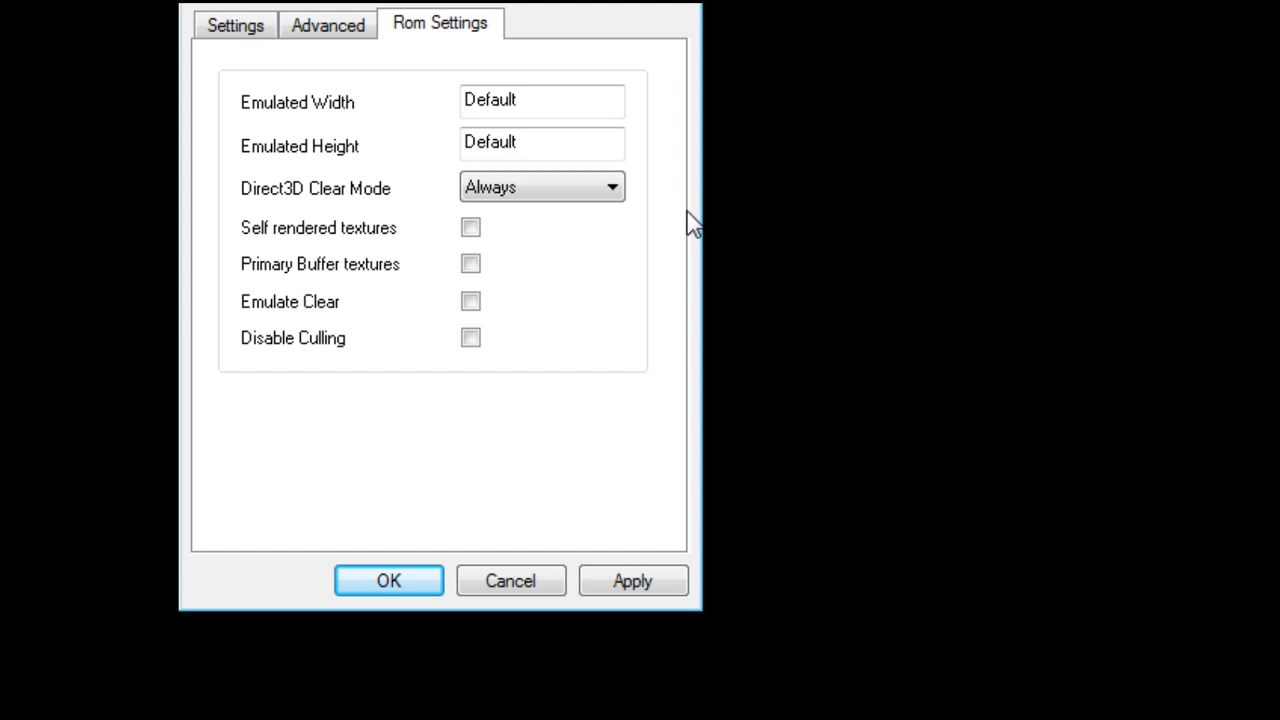 Settings Advanced Rom Settings
Emulated Width Default
Emulated Height Default
Direct3D Clear Mode Always
Self rendered textures
Primary Buffer textures
Emulate Clear
Disable Culling
OK Cancel Apply